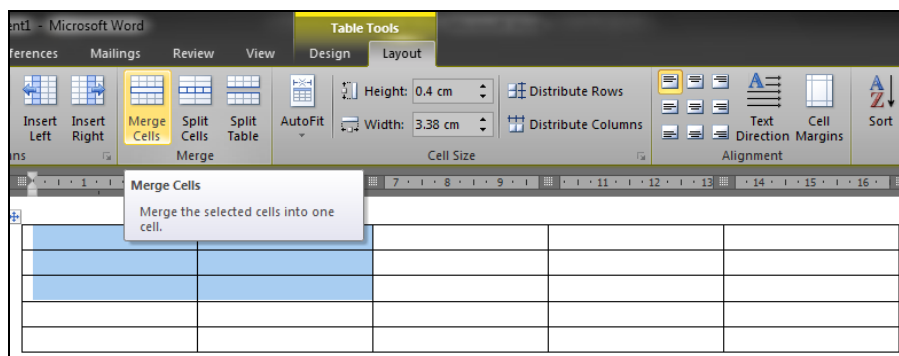 ent1 - Microsoft Word
Table Tools
ferences Mailings Review View Design Layout
Insert Left
Insert Right
Merge Cells
Split Cells
Split Table
AutoFit
Height: 0.4 cm
Width: 3.38 cm
Distribute Rows
Distribute Columns
Text Direction
Cell Margins
A
A Z
Sort
ns Merge Cell Size Alignment
1 7 8 9 11 12 13 14 15 16
Merge Cells
Merge the selected cells into one
cell.